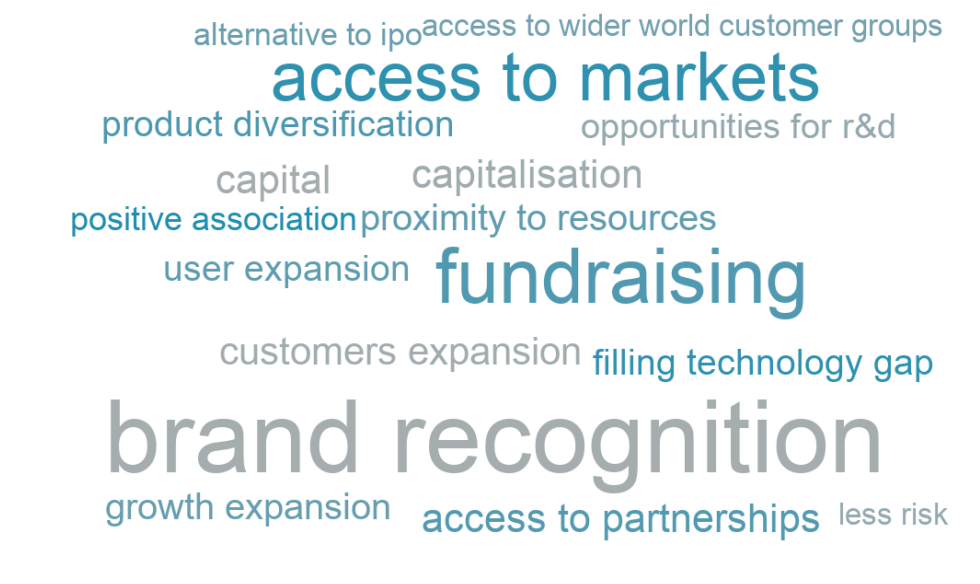 alternative to ipo
access to wider world customer groups
access to markets
product diversification
opportunities for r&d
capital
capitalisation
positive association
proximity to resources
user expansion
fundraising
customers expansion
filling technology gap
brand recognition
growth expansion
access to partnerships
less risk